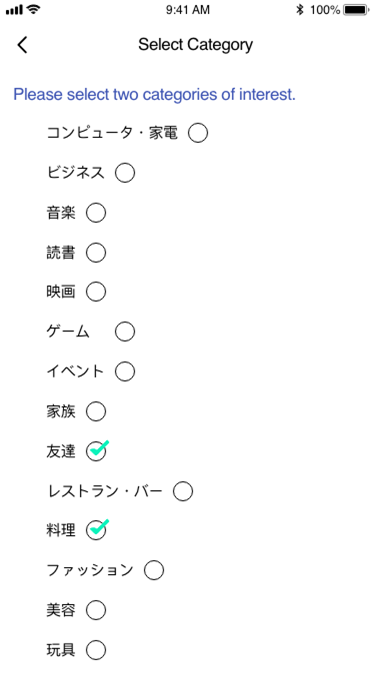 9:41 AM 100%
Select Category
Please select two categories of interest.
コンピュータ・家電
ビジネス
音楽
読書
映画
ゲーム
イベント
家族
友達
レストラン・バー
料理
ファッション
美容
玩具